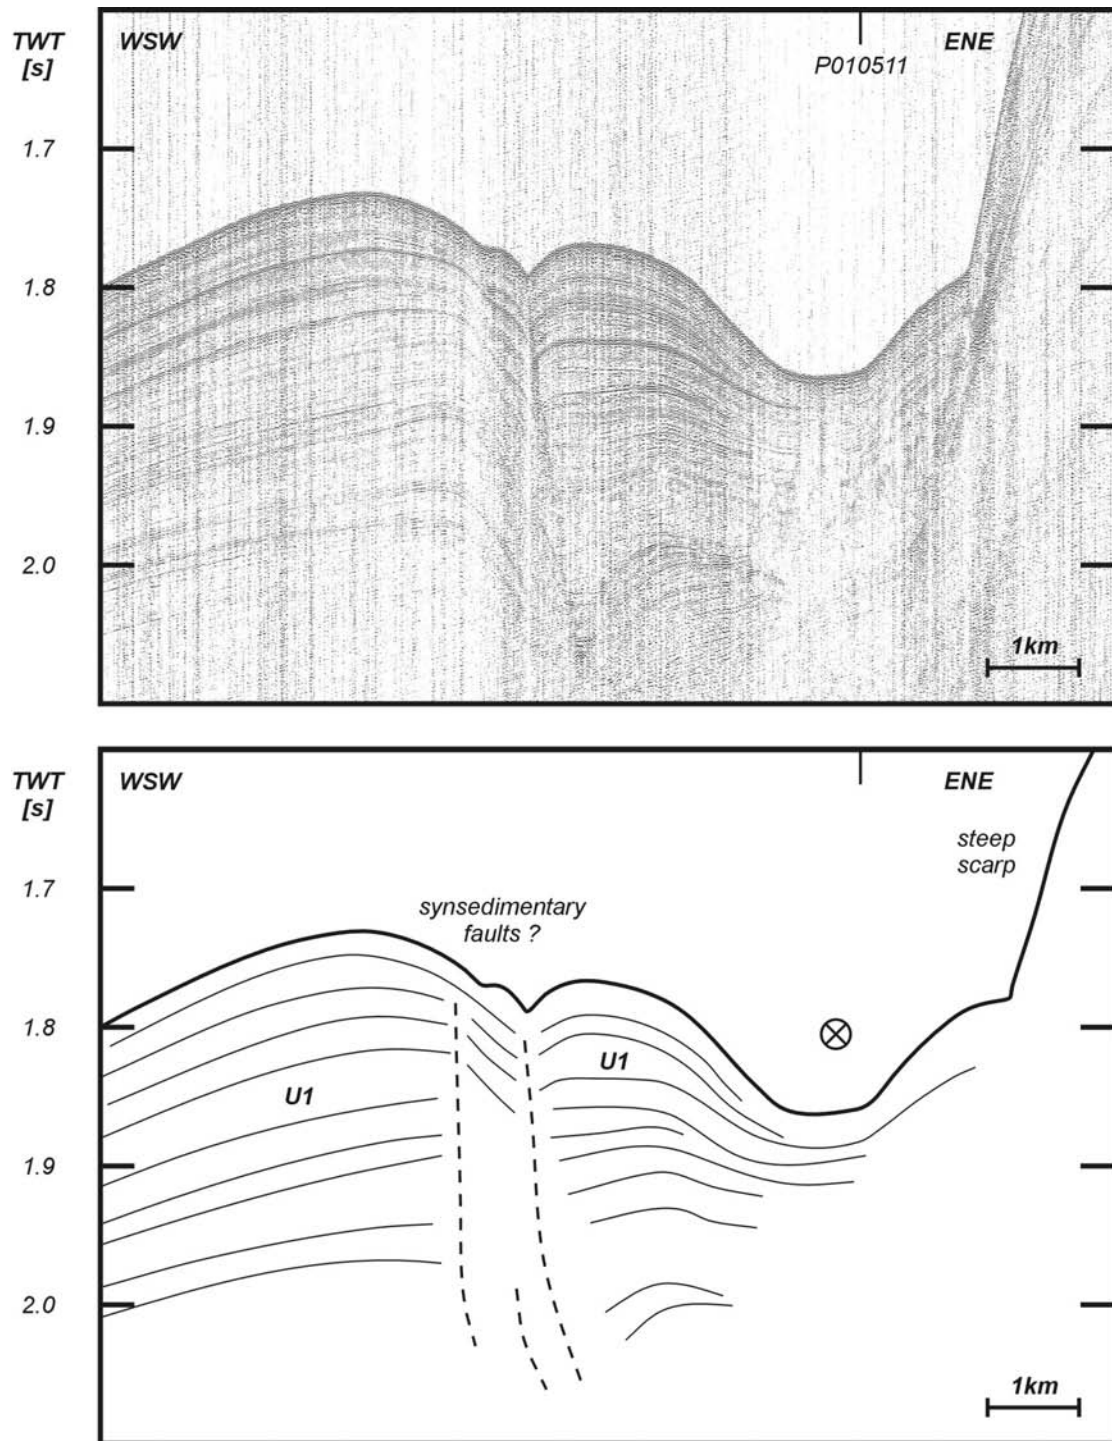 TWT
[s]
WSW
ENE
P010511
1.7
1.8
1.9
2.0
1km
TWT
[s]
WSW
ENE
steep
scarp
1.7
synsedimentary
faults ?
1.8
U1
U1
1.9
2.0
1km